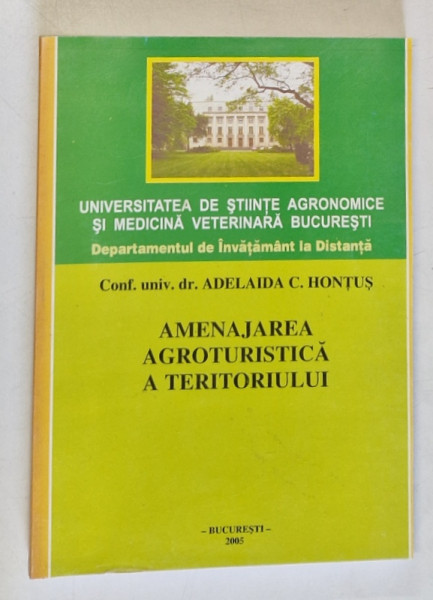 UNIVERSITATEA DE ŞTIINŢE AGRONOMICE
ŞI MEDICINĂ VETERINARĂ BUCUREŞTI
Departamentul de Învăţământ la Distanţă
Conf. univ. dr. ADELAIDA C. HONŢUŞ
AMENAJAREA
AGROTURISTICĂ
A TERITORIULUI
– BUCUREŞTI –
2005